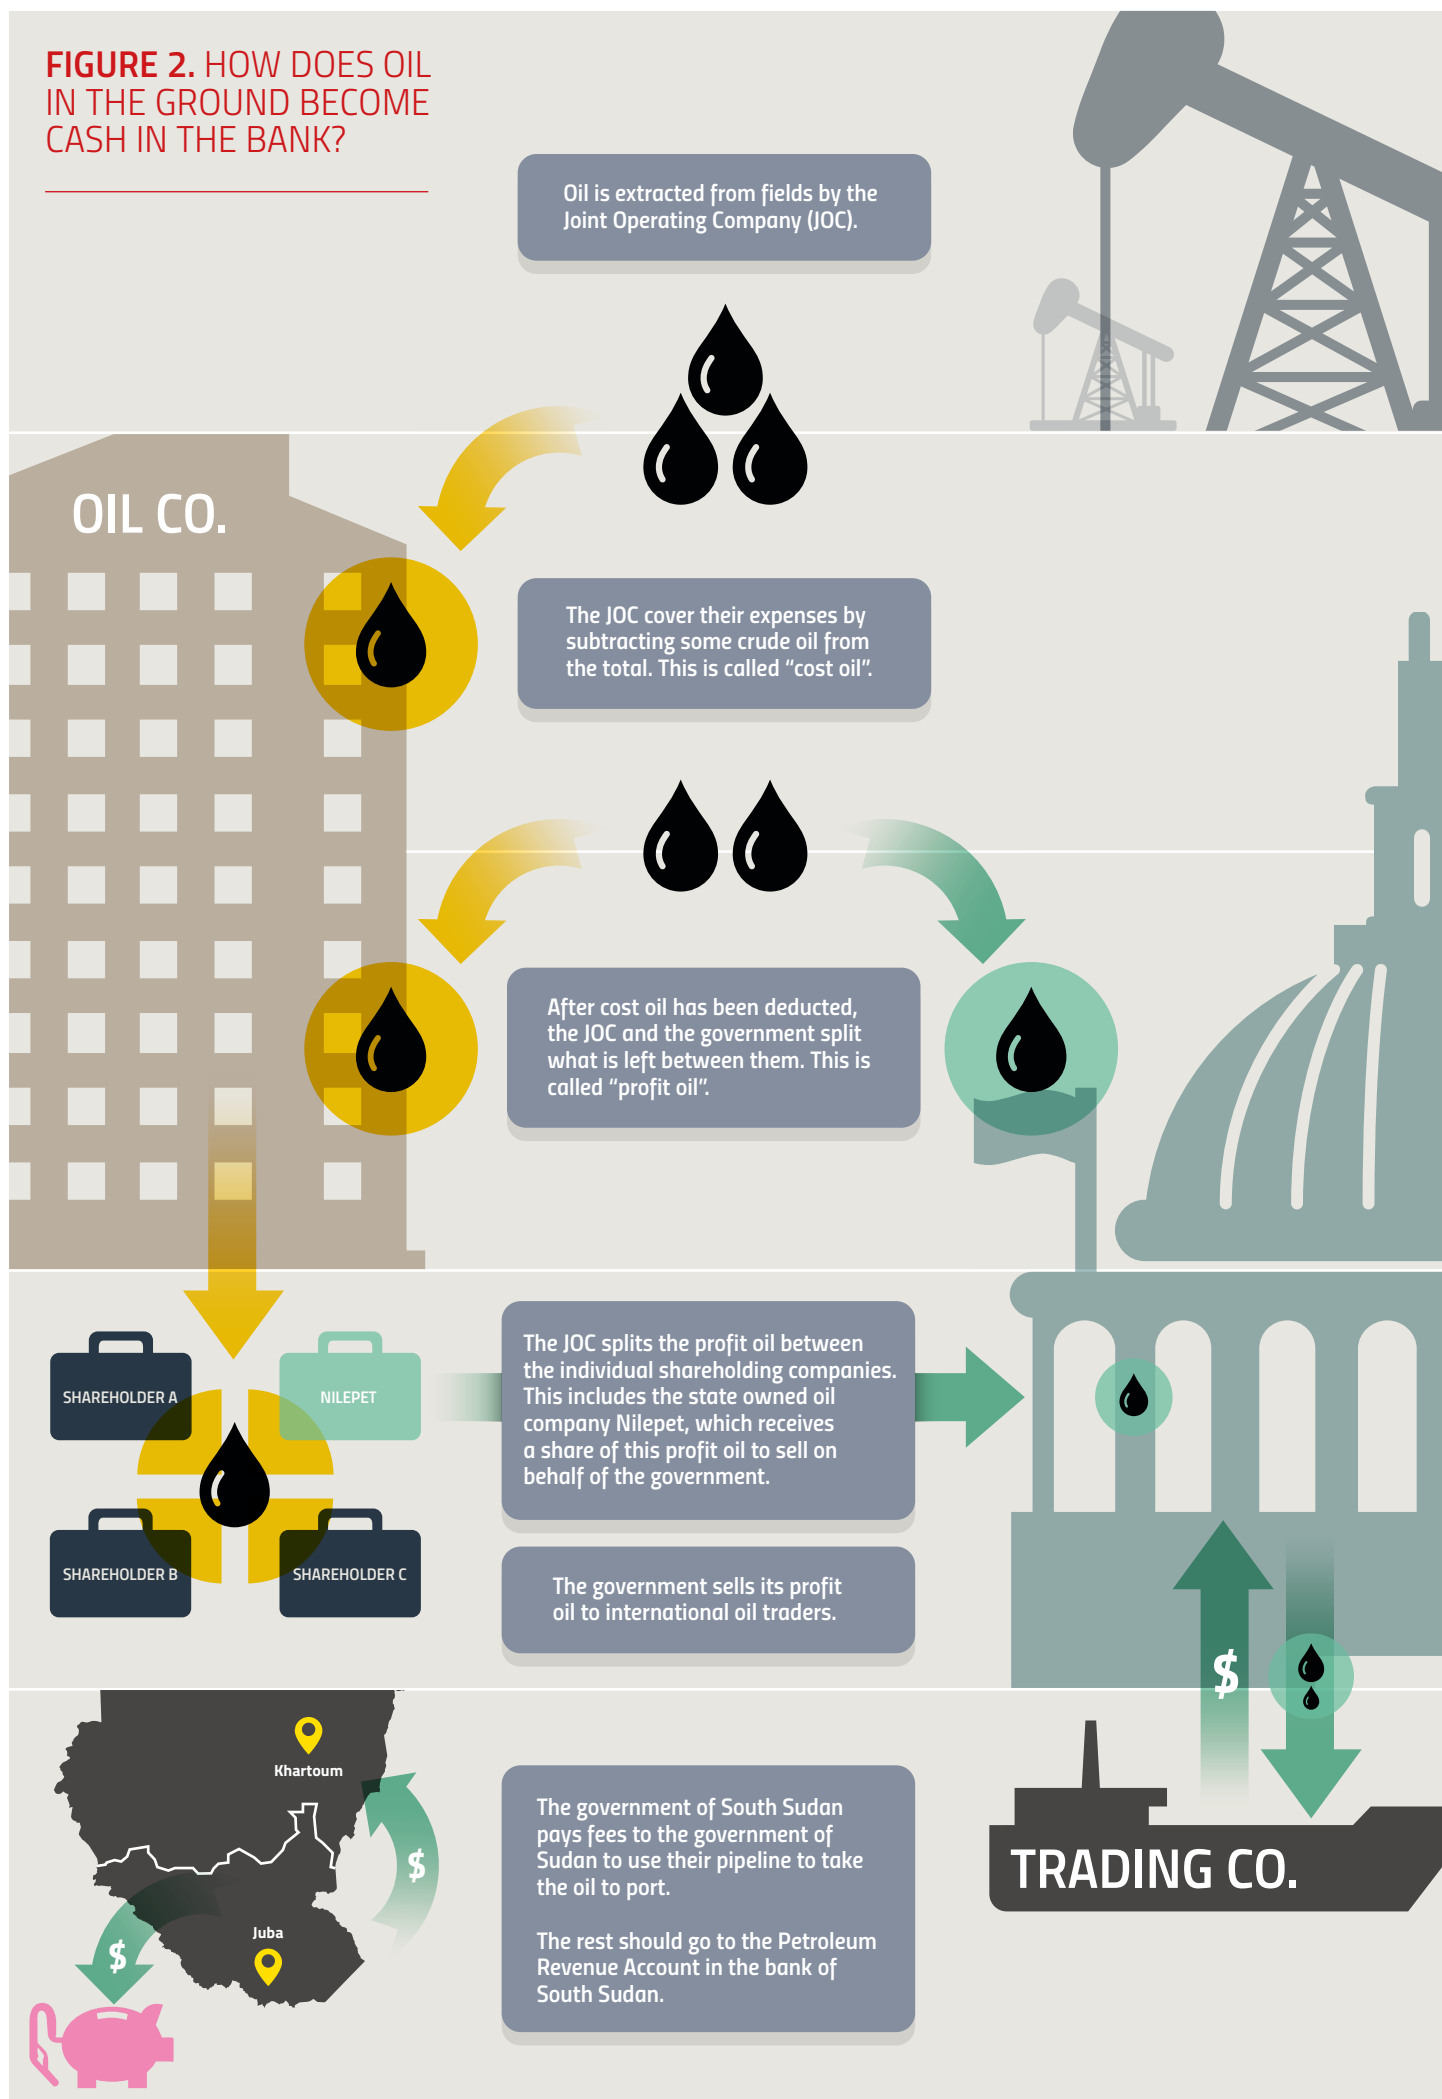 FIGURE 2. HOW DOES OIL
IN THE GROUND BECOME
CASH IN THE BANK?
Oil is extracted from fields by the
Joint Operating Company (JOC).
OIL CO.
The JOC cover their expenses by
subtracting some crude oil from
the total. This is called “cost oil”.
After cost oil has been deducted,
the JOC and the government split
what is left between them. This is
called “profit oil”.
SHAREHOLDER A
NILEPET
SHAREHOLDER B
SHAREHOLDER C
The JOC splits the profit oil between
the individual shareholding companies.
This includes the state owned oil
company Nilepet, which receives
a share of this profit oil to sell on
behalf of the government.
The government sells its profit
oil to international oil traders.
$
Khartoum
$
Juba
$
The government of South Sudan
pays fees to the government of
Sudan to use their pipeline to take
the oil to port.
The rest should go to the Petroleum
Revenue Account in the bank of
South Sudan.
TRADING CO.